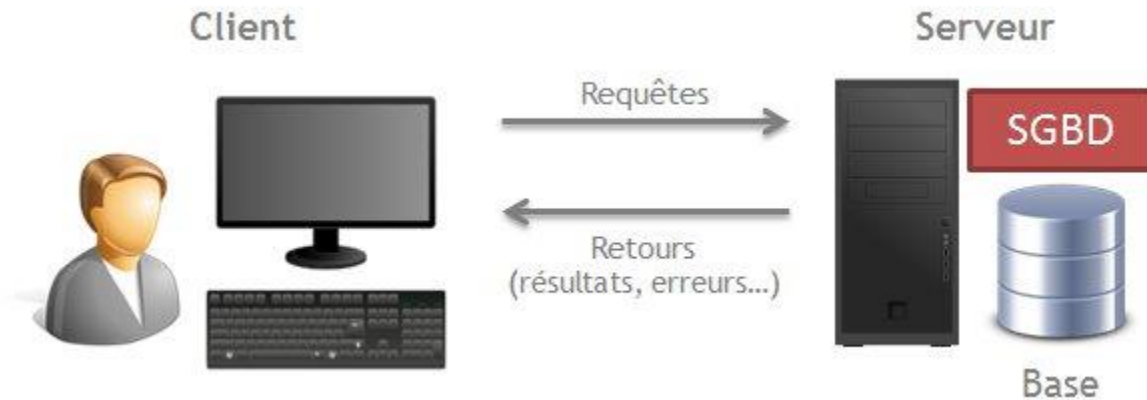 Client
Serveur
Requêtes
SGBD
Retours
(résultats, erreurs...)
Base